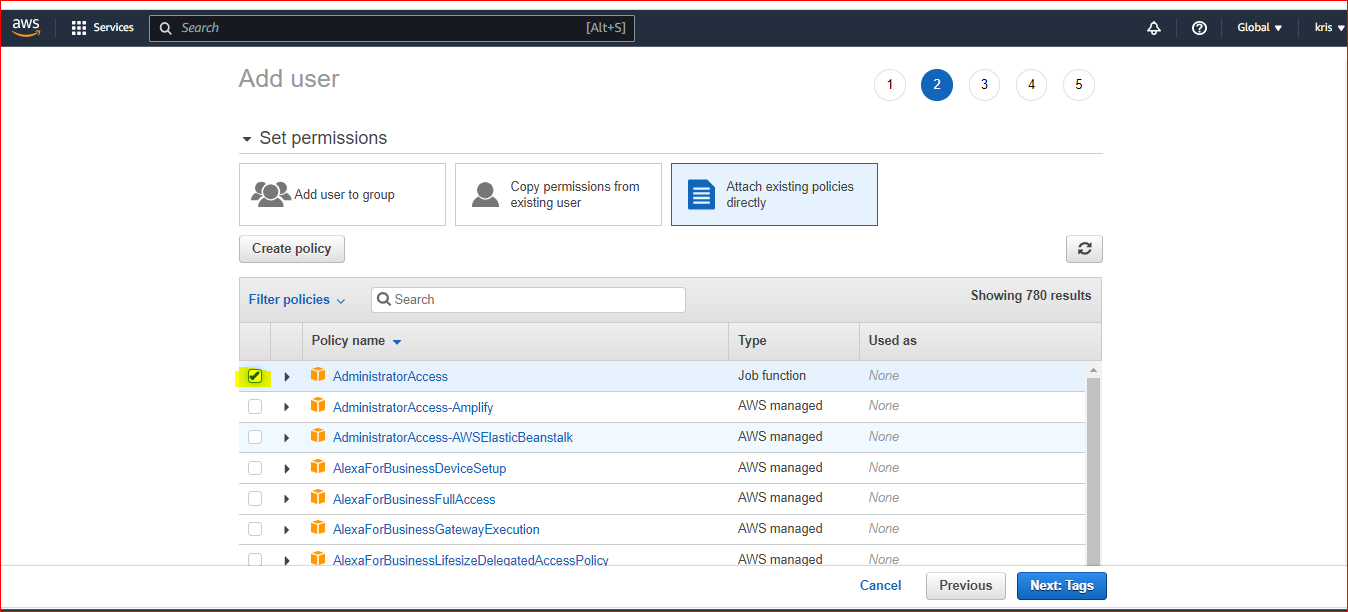 aws Services Search [Alt+S] Global kris
Add user
1 2 3 4 5
Set permissions
Add user to group
Copy permissions from
existing user
Attach existing policies
directly
Create policy
Filter policies Search Showing 780 results
Policy name Type Used as
AdministratorAccess Job function None
AdministratorAccess-Amplify AWS managed None
AdministratorAccess-AWSElasticBeanstalk AWS managed None
AlexaForBusinessDeviceSetup AWS managed None
AlexaForBusinessFullAccess AWS managed None
AlexaForBusinessGatewayExecution AWS managed None
AlexaForBusinessLifesizeDelegatedAccessPolicy AWS managed None
Cancel Previous Next: Tags